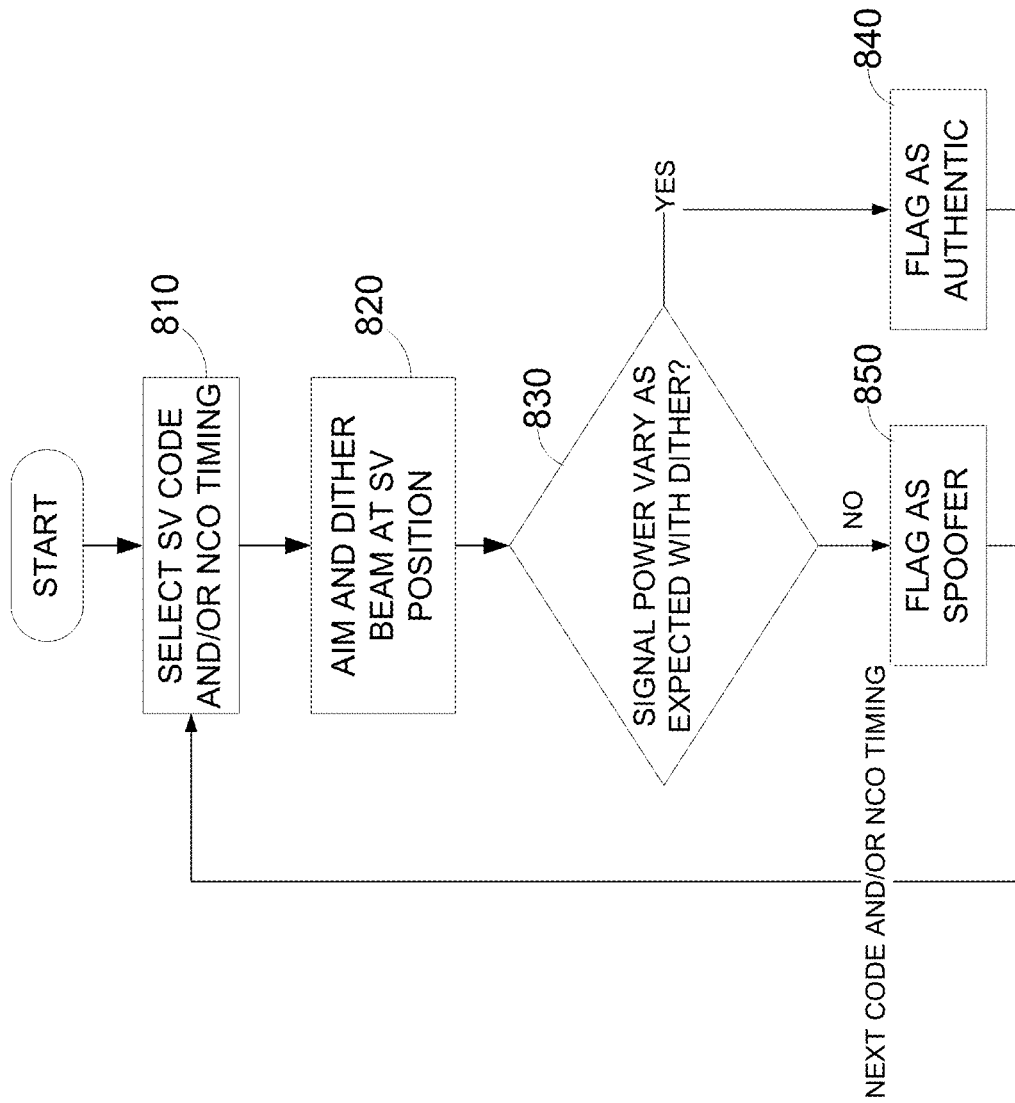 START
810
SELECT SV CODE
AND/OR NCO TIMING
820
AIM AND DITHER
BEAM AT SV
POSITION
830
SIGNAL POWER VARY AS
EXPECTED WITH DITHER?
YES
NO
840
FLAG AS
AUTHENTIC
850
FLAG AS
SPOOFER
NEXT CODE AND/OR NCO TIMING